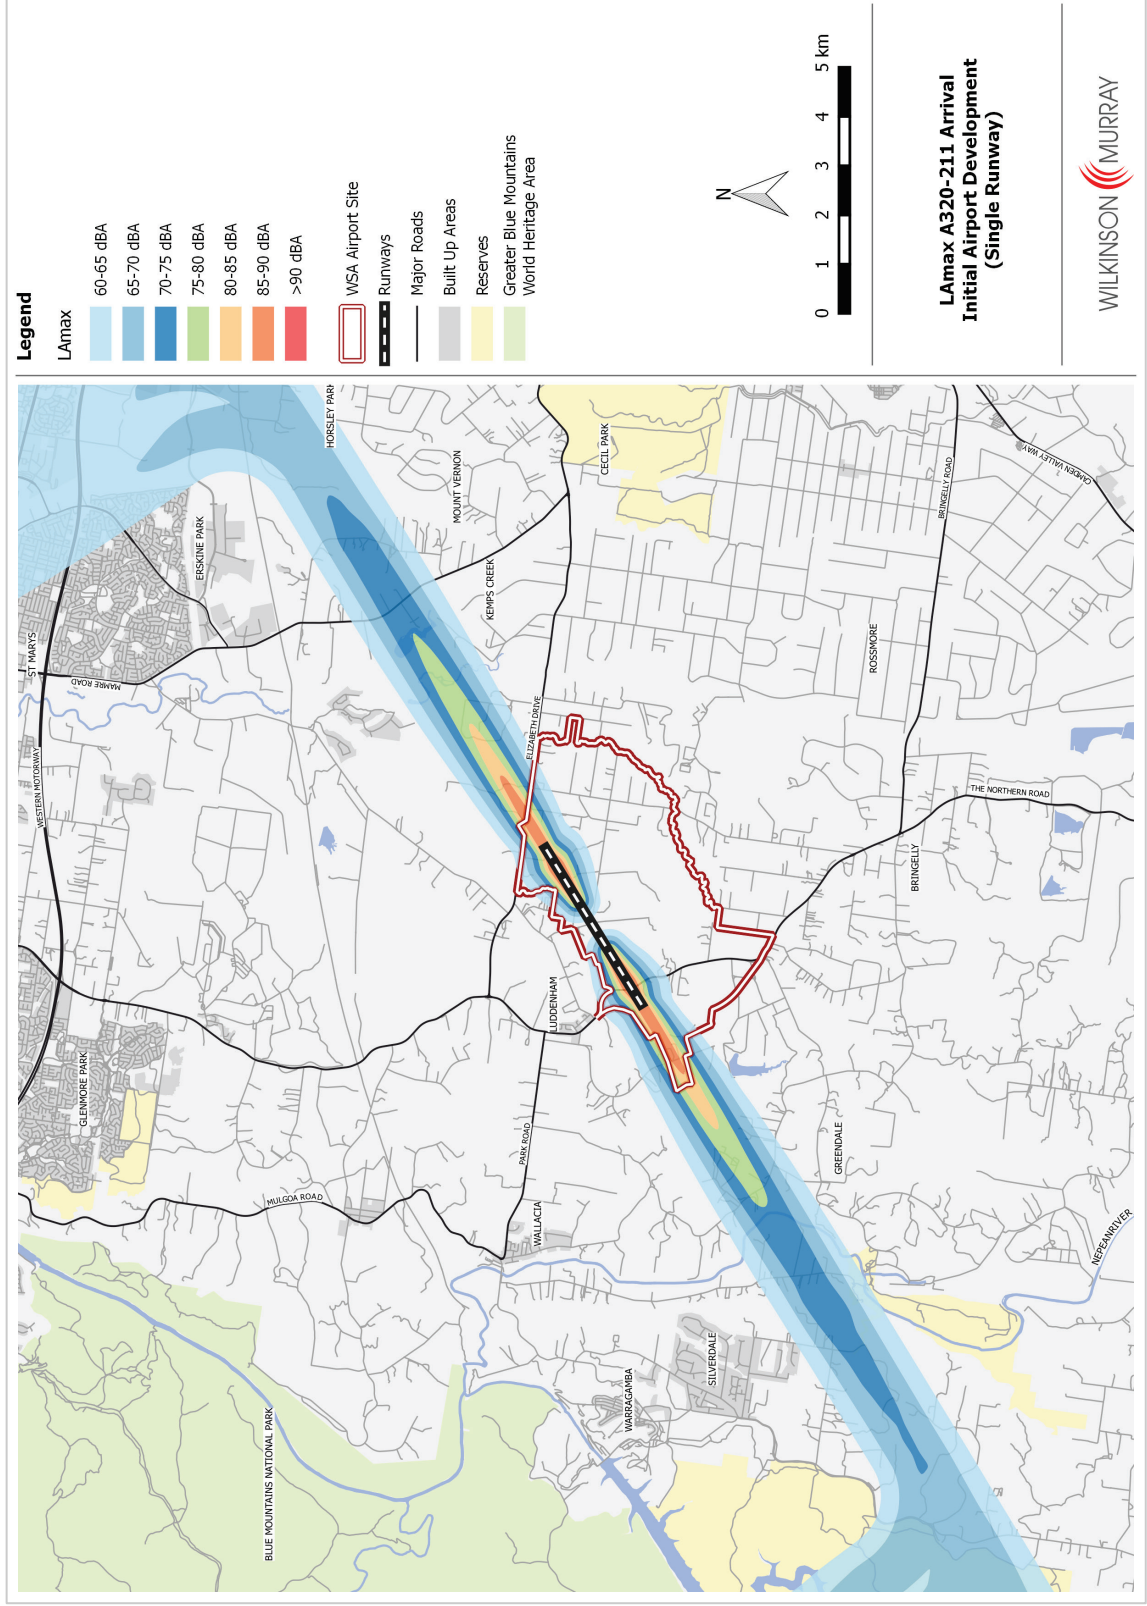 Legend
LAmax
60-65 dBA
65-70 dBA
70-75 dBA
75-80 dBA
80-85 dBA
85-90 dBA
>90 dBA
WSA Airport Site
Runways
Major Roads
Built Up Areas
Reserves
Greater Blue Mountains
World Heritage Area
N
0 1 2 3 4 5 km
LAmax A320-211 Arrival
Initial Airport Development
(Single Runway)
WILKINSON MURRAY
ST MARYS
WESTERN MOTORWAY
MAMRE ROAD
ERSKINE PARK
HORSLEY PARK
MOUNT VERNON
KEMPS CREEK
CECIL PARK
ELIZABETH DRIVE
GLENMORE PARK
MULGOA ROAD
LUDDENHAM
PARK ROAD
WALLACIA
BLUE MOUNTAINS NATIONAL PARK
WARRAGAMBA
SILVERDALE
GREENDALE
NEPEAN RIVER
BRINGELLY
THE NORTHERN ROAD
ROSSMORE
BRINGELLY ROAD
CAMDEN VALLEY WAY